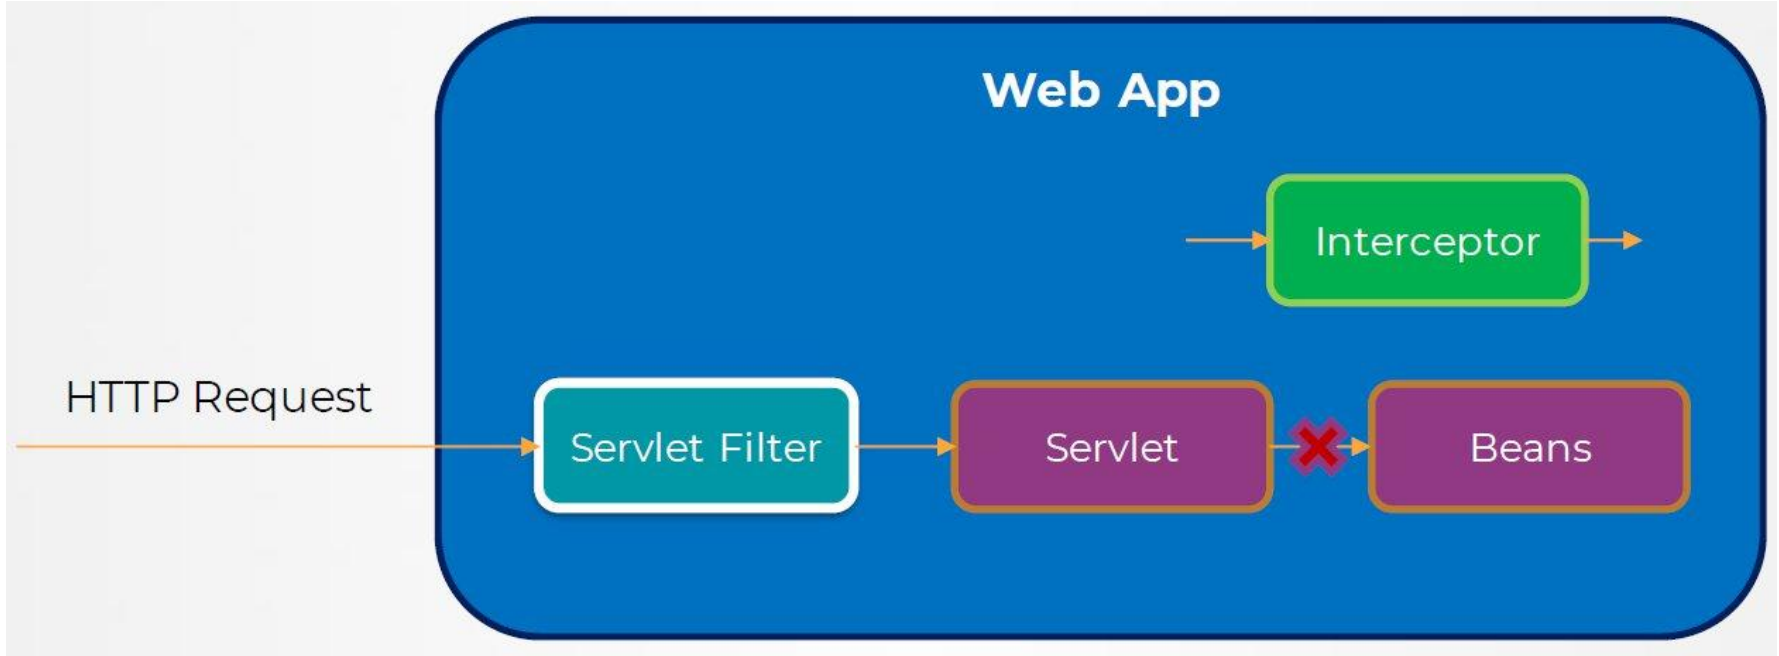 Web App
Interceptor
HTTP Request
Servlet Filter
Servlet
Beans